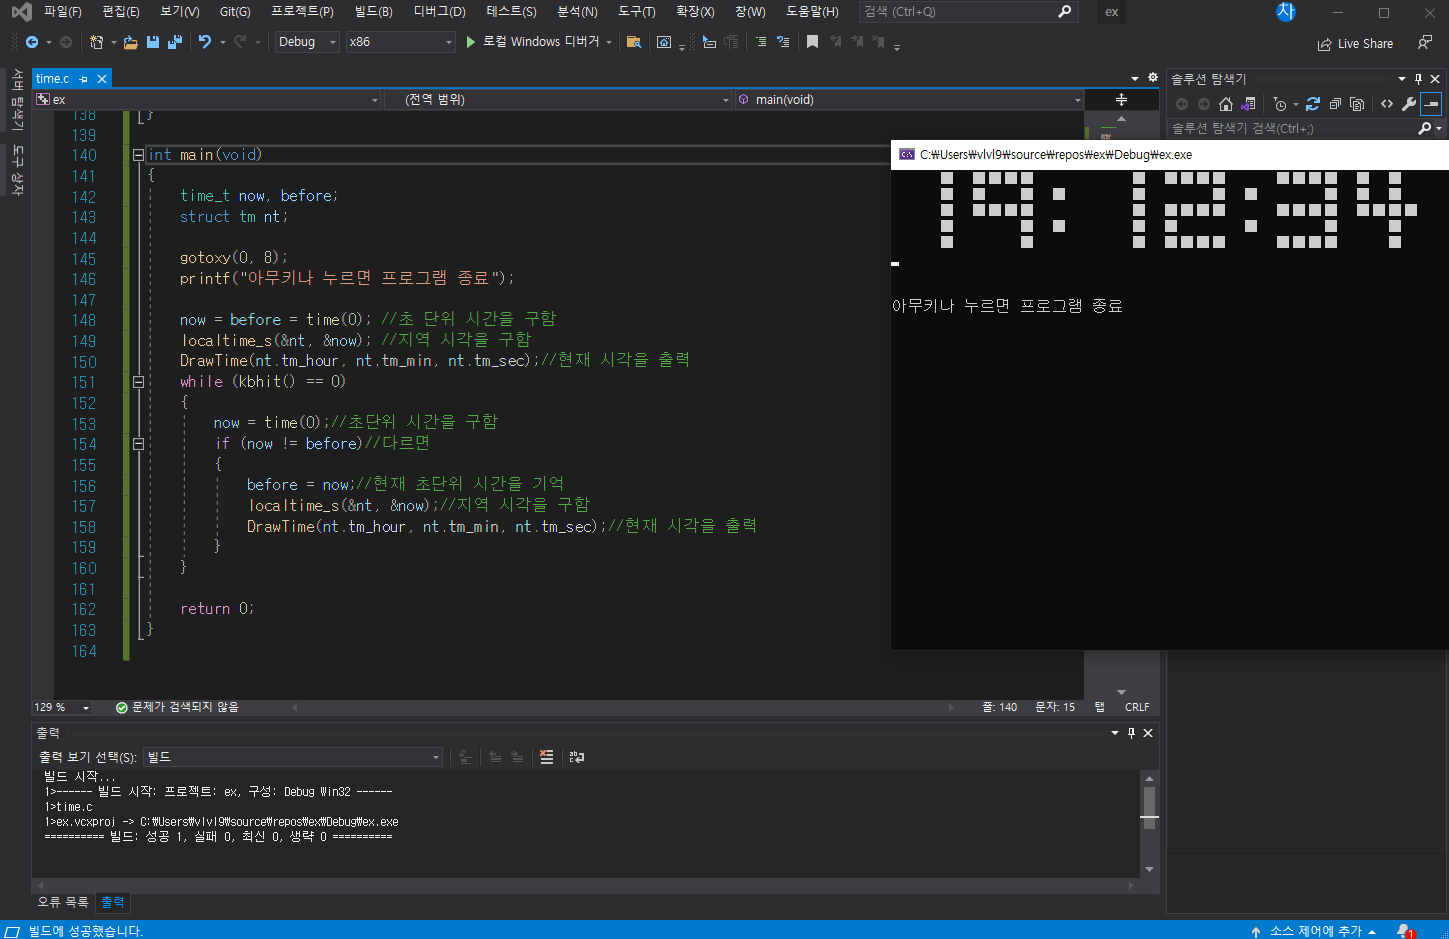 파일(F) 편집(E) 보기(V) Git(G) 프로젝트(P) 빌드(B) 디버그(D) 테스트(S) 분석(N) 도구(T) 확장(X) 창(W) 도움말(H) 검색 (Ctrl+Q) ex 사
Debug x86 로컬 Windows 디버거 Live Share
서버 탐색기
도구 상자
time.c
ex (전역 범위) main(void)
138 }
139
140 int main(void)
141 {
142 time_t now, before;
143 struct tm nt;
144
145 gotoxy(0, 8);
146 printf("아무키나 누르면 프로그램 종료");
147
148 now = before = time(0); //초 단위 시간을 구함
149 localtime_s(&nt, &now); //지역 시각을 구함
150 DrawTime(nt.tm_hour, nt.tm_min, nt.tm_sec);//현재 시각을 출력
151 while (kbhit() == 0)
152 {
153 now = time(0);//초단위 시간을 구함
154 if (now != before)//다르면
155 {
156 before = now;//현재 초단위 시간을 기억
157 localtime_s(&nt, &now);//지역 시각을 구함
158 DrawTime(nt.tm_hour, nt.tm_min, nt.tm_sec);//현재 시각을 출력
159 }
160 }
161
162 return 0;
163 }
164
129 % 문제가 검색되지 않음 줄: 140 문자: 15 탭 CRLF
솔루션 탐색기
솔루션 탐색기 검색(Ctrl+;)
C:₩Users₩vlvl9₩source₩repos₩ex₩Debug₩ex.exe
19: 12:34
아무키나 누르면 프로그램 종료
출력
출력 보기 선택(S): 빌드
빌드 시작...
1>------ 빌드 시작: 프로젝트: ex, 구성: Debug Win32 ------
1>time.c
1>ex.vcxproj -> C:₩Users₩vlvl9₩source₩repos₩ex₩Debug₩ex.exe
========== 빌드: 성공 1, 실패 0, 최신 0, 생략 0 ==========
오류 목록 출력
빌드에 성공했습니다. 소스 제어에 추가 1